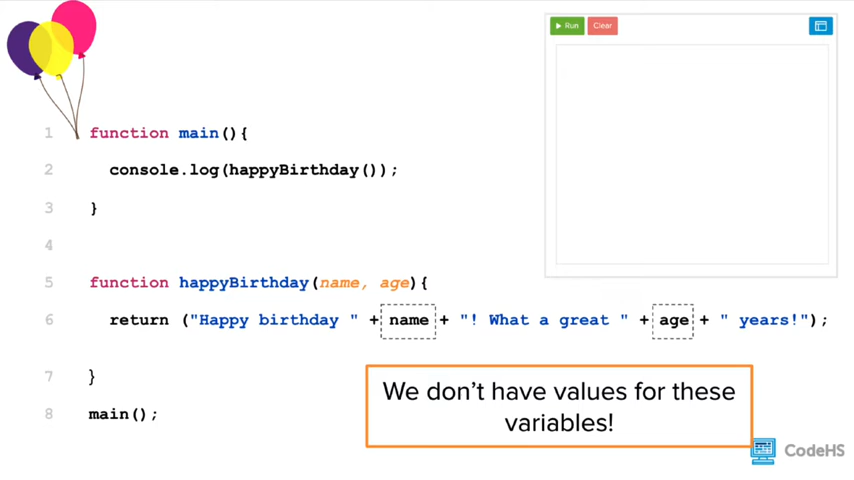 Run Clear
1 function main(){
2 console.log(happyBirthday());
3 }
4
5 function happyBirthday(name, age){
6 return ("Happy birthday " + name + "! What a great " + age + " years!");
7 }
8 main();
We don’t have values for these
variables!
CodeHS